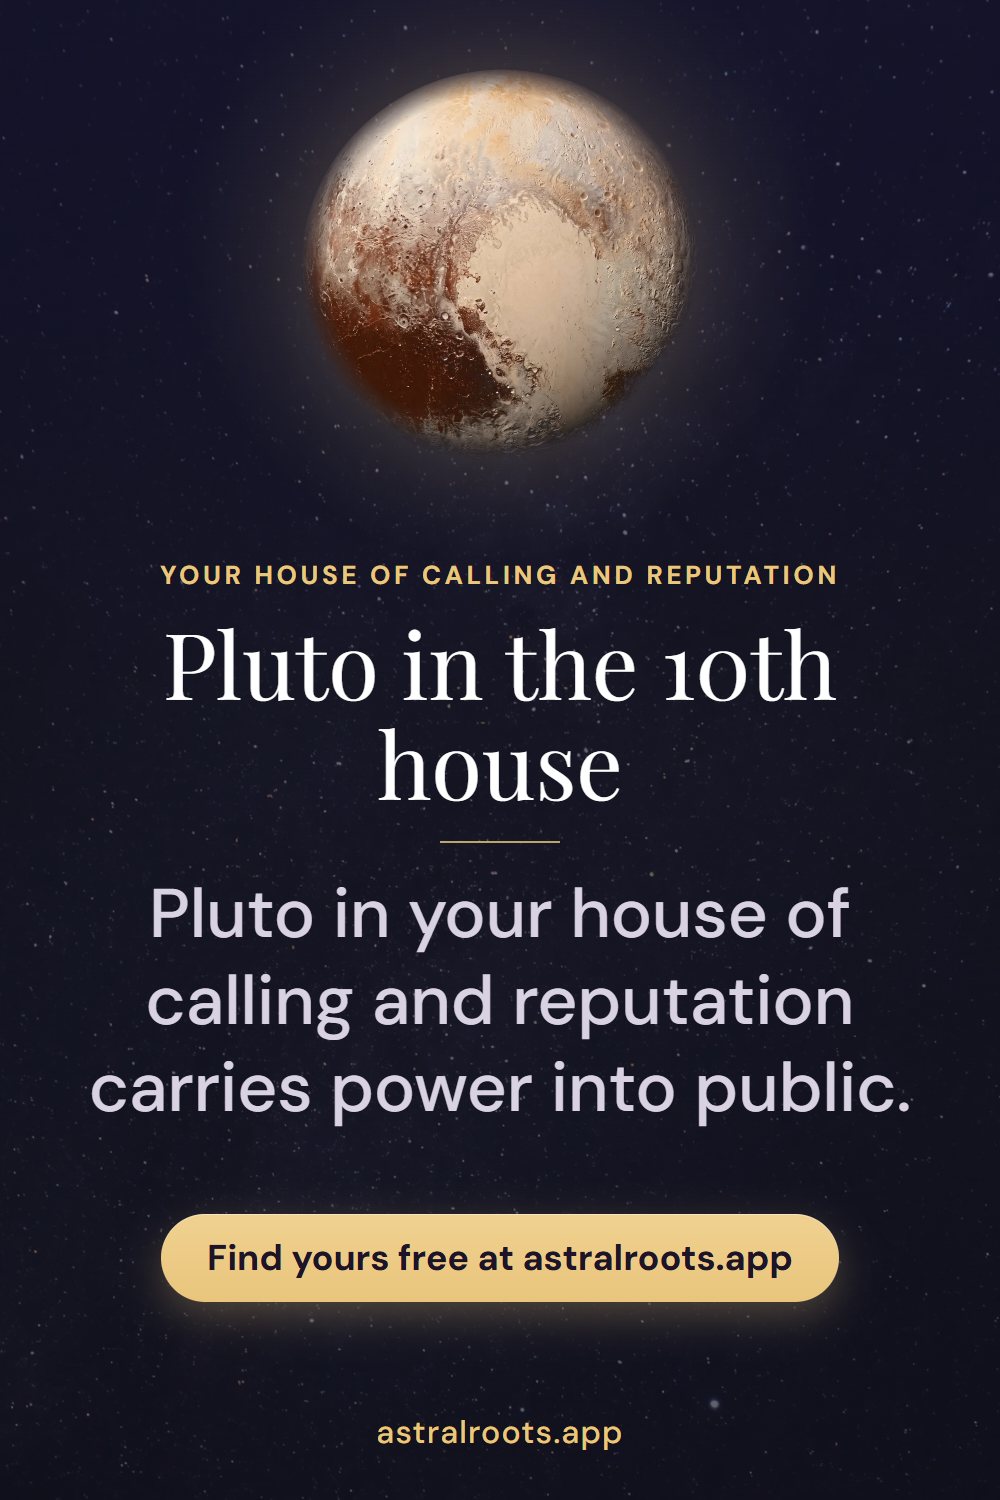 YOUR HOUSE OF CALLING AND REPUTATION
Pluto in the 10th
house
Pluto in your house of
calling and reputation
carries power into public.
Find yours free at astralroots.app
astralroots.app